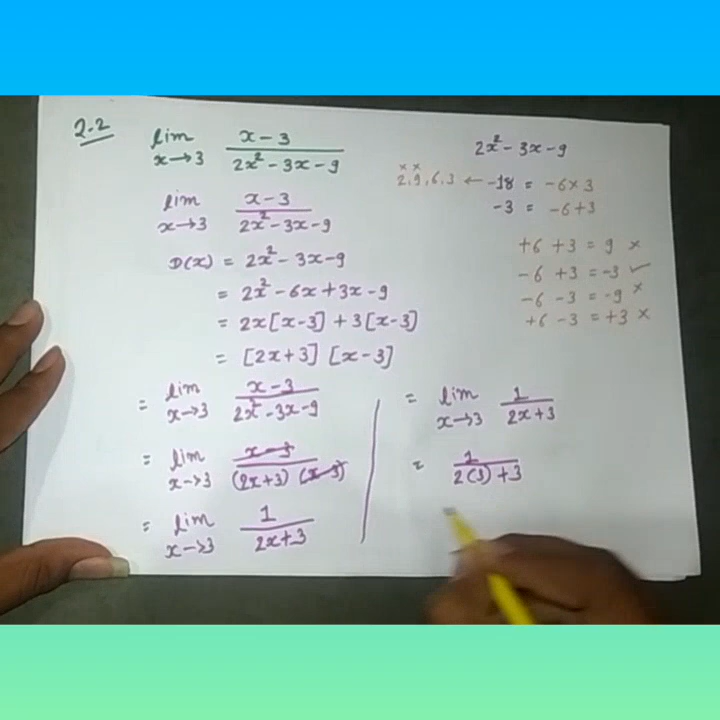 2.2
lim x→3 x-3 / 2x² - 3x - 9
lim x→3 x-3 / 2x² - 3x - 9
D(x) = 2x² - 3x - 9
= 2x² - 6x + 3x - 9
= 2x[x-3] + 3[x-3]
= [2x+3] [x-3]
= lim x→3 x-3 / 2x² - 3x - 9
= lim x→3 x-3 / (2x+3) (x-3)
= lim x→3 1 / 2x+3
2x² - 3x - 9
x x
2, 9, 6, 3 ← -18 = -6 x 3
-3 = -6 + 3
+6 +3 = 9 x
-6 +3 = -3 ✓
-6 -3 = -9 x
+6 -3 = +3 x
= lim x→3 1 / 2x+3
= 1 / 2(3) + 3